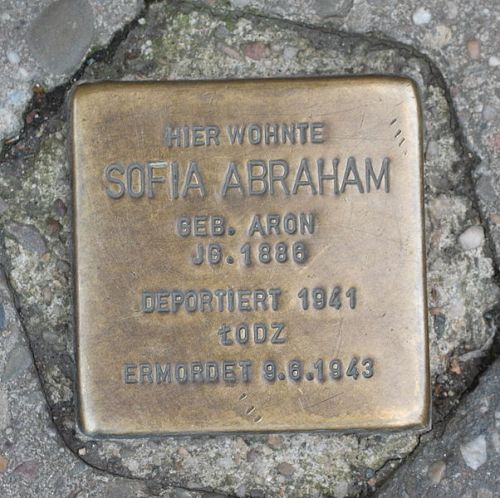 HIER WOHNTE
SOFIA ABRAHAM
GEB. ARON
JG. 1886
DEPORTIERT 1941
ŁODZ
ERMORDET 9.6.1943